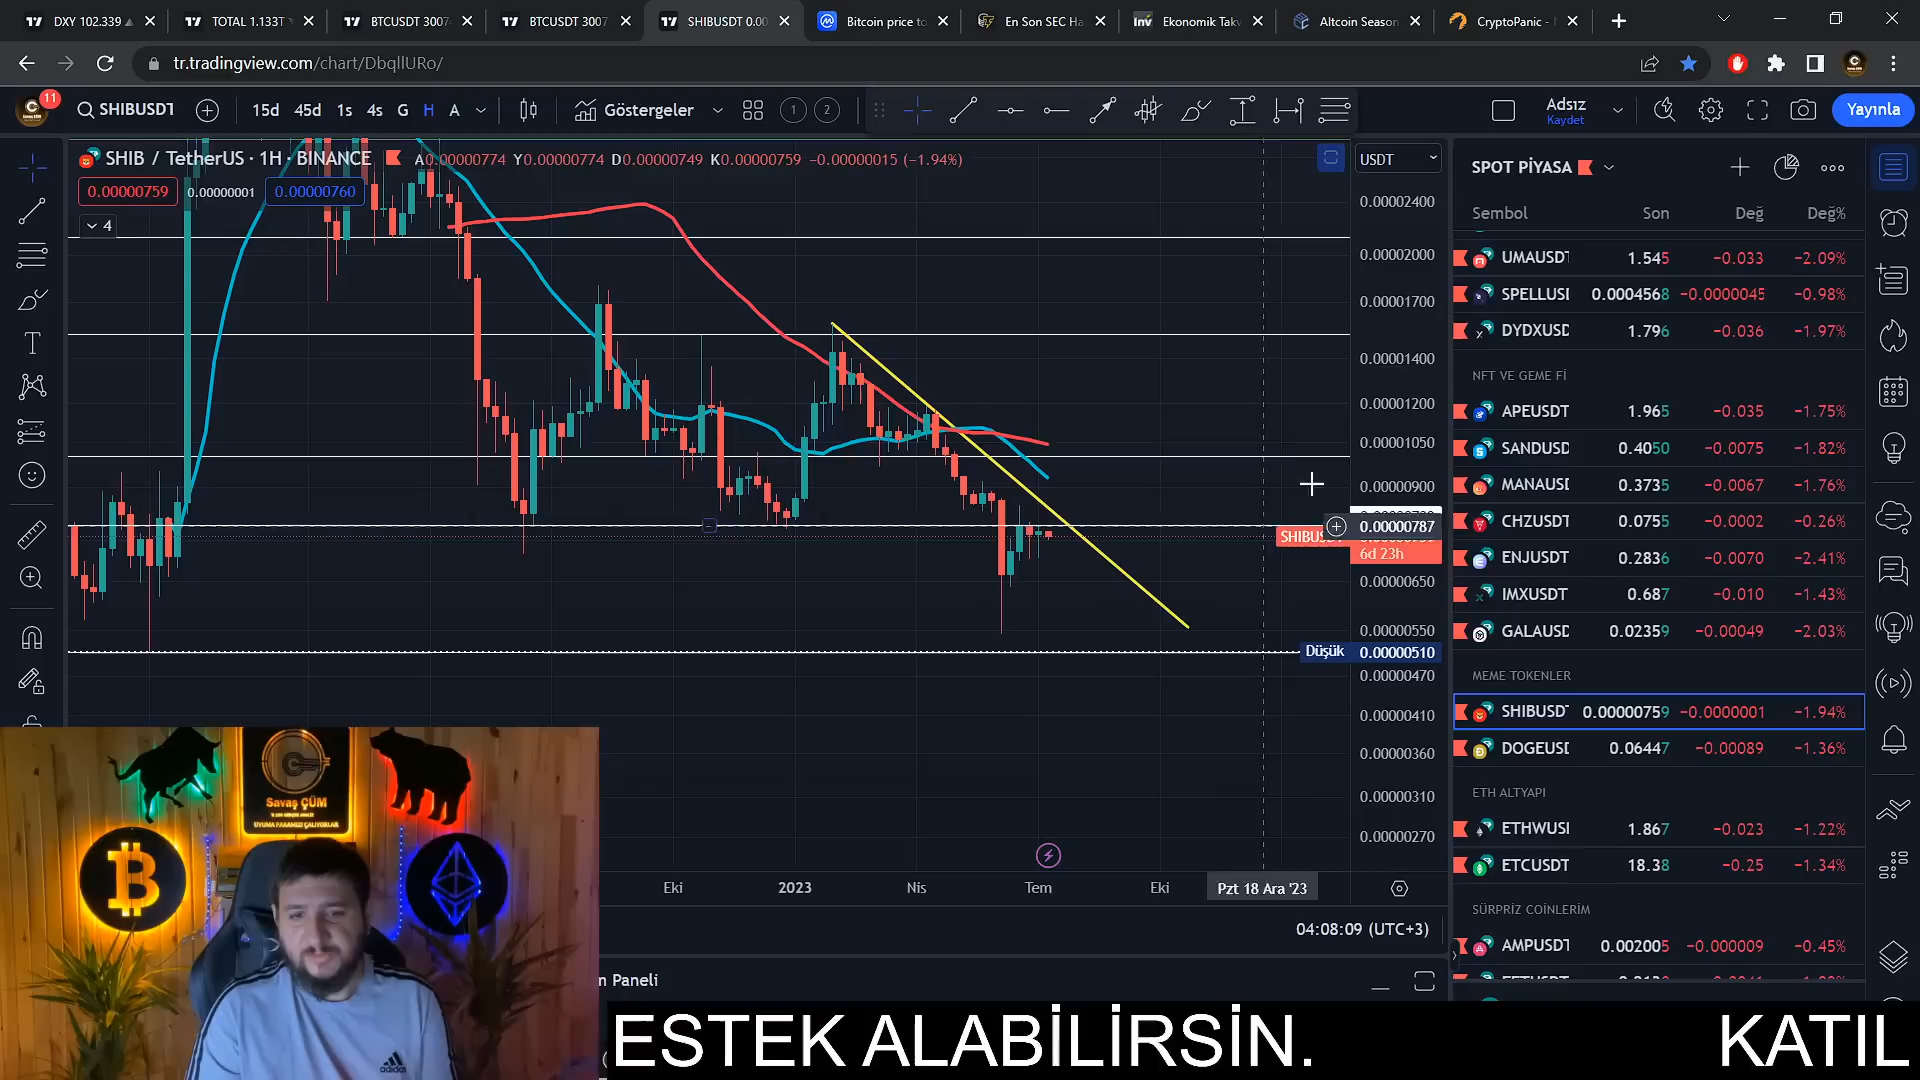 DXY 102.339
TOTAL 1.133T
BTCUSDT 3007
BTCUSDT 3007
SHIBUSDT 0.00
Bitcoin price to
En Son SEC Ha
Ekonomik Takv
Altcoin Season
CryptoPanic -
tr.tradingview.com/chart/DbqllURo/
11
SHIBUSDT
15d 45d 1s 4s G H A
Göstergeler
1 2
Adsız
Kaydet
Yayınla
SHIB / TetherUS · 1H · BINANCE A0.00000774 Y0.00000774 D0.00000749 K0.00000759 −0.00000015 (−1.94%)
0.00000759 0.00000001 0.00000760
4
USDT
0.00002400
0.00002000
0.00001700
0.00001400
0.00001200
0.00001050
0.00000900
0.00000787
SHIBUSDT
6d 23h
0.00000650
0.00000550
Düşük 0.00000510
0.00000470
0.00000410
0.00000360
0.00000310
0.00000270
Eki 2023 Nis Tem Eki Pzt 18 Ara '23
04:08:09 (UTC+3)
m Paneli
SPOT PİYASA
Sembol Son Değ Değ%
UMAUSDT 1.545 −0.033 −2.09%
SPELLUSI 0.0004568 −0.0000045 −0.98%
DYDXUSD 1.796 −0.036 −1.97%
NFT VE GEME Fİ
APEUSDT 1.965 −0.035 −1.75%
SANDUSD 0.4050 −0.0075 −1.82%
MANAUSI 0.3735 −0.0067 −1.76%
CHZUSDT 0.0755 −0.0002 −0.26%
ENJUSDT 0.2836 −0.0070 −2.41%
IMXUSDT 0.687 −0.010 −1.43%
GALAUSD 0.02359 −0.00049 −2.03%
MEME TOKENLER
SHIBUSDT 0.00000759 −0.0000001 −1.94%
DOGEUSI 0.06447 −0.00089 −1.36%
ETH ALTYAPI
ETHWUSI 1.867 −0.023 −1.22%
ETCUSDT 18.38 −0.25 −1.34%
SÜRPRİZ COİNLERİM
AMPUSDT 0.002005 −0.000009 −0.45%
Savaş ÇÜM
UYUMA PARAMIZI ÇALIYORLAR
adidas
ESTEK ALABİLİRSİN. KATIL